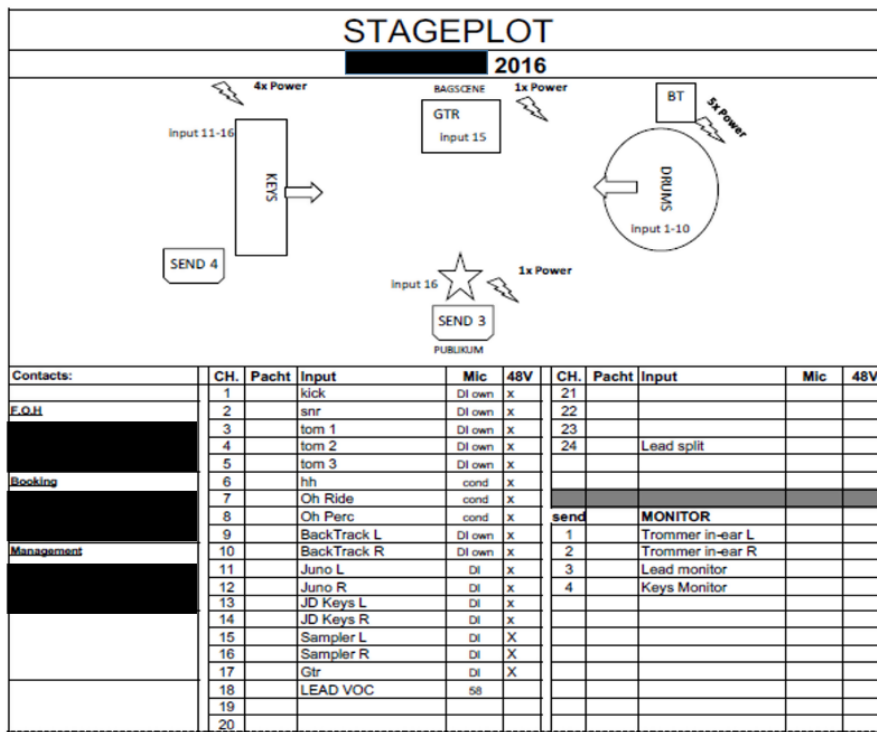 STAGEPLOT
2016
4x Power
BAGSCENE
1x Power
BT
5x Power
GTR
input 15
input 11-16
KEYS
DRUMS
input 1-10
SEND 4
input 16
1x Power
SEND 3
PUBLIKUM
Contacts: CH. Pacht Input Mic 48V CH. Pacht Input Mic 48V
1 kick DI own x 21
F.O.H 2 snr DI own x 22
3 tom 1 DI own x 23
4 tom 2 DI own x 24 Lead split
5 tom 3 DI own x
Booking 6 hh cond x
7 Oh Ride cond x
8 Oh Perc cond x send MONITOR
9 BackTrack L DI own x 1 Trommer in-ear L
Management 10 BackTrack R DI own x 2 Trommer in-ear R
11 Juno L DI x 3 Lead monitor
12 Juno R DI x 4 Keys Monitor
13 JD Keys L DI x
14 JD Keys R DI x
15 Sampler L DI X
16 Sampler R DI X
17 Gtr DI X
18 LEAD VOC 58
19
20